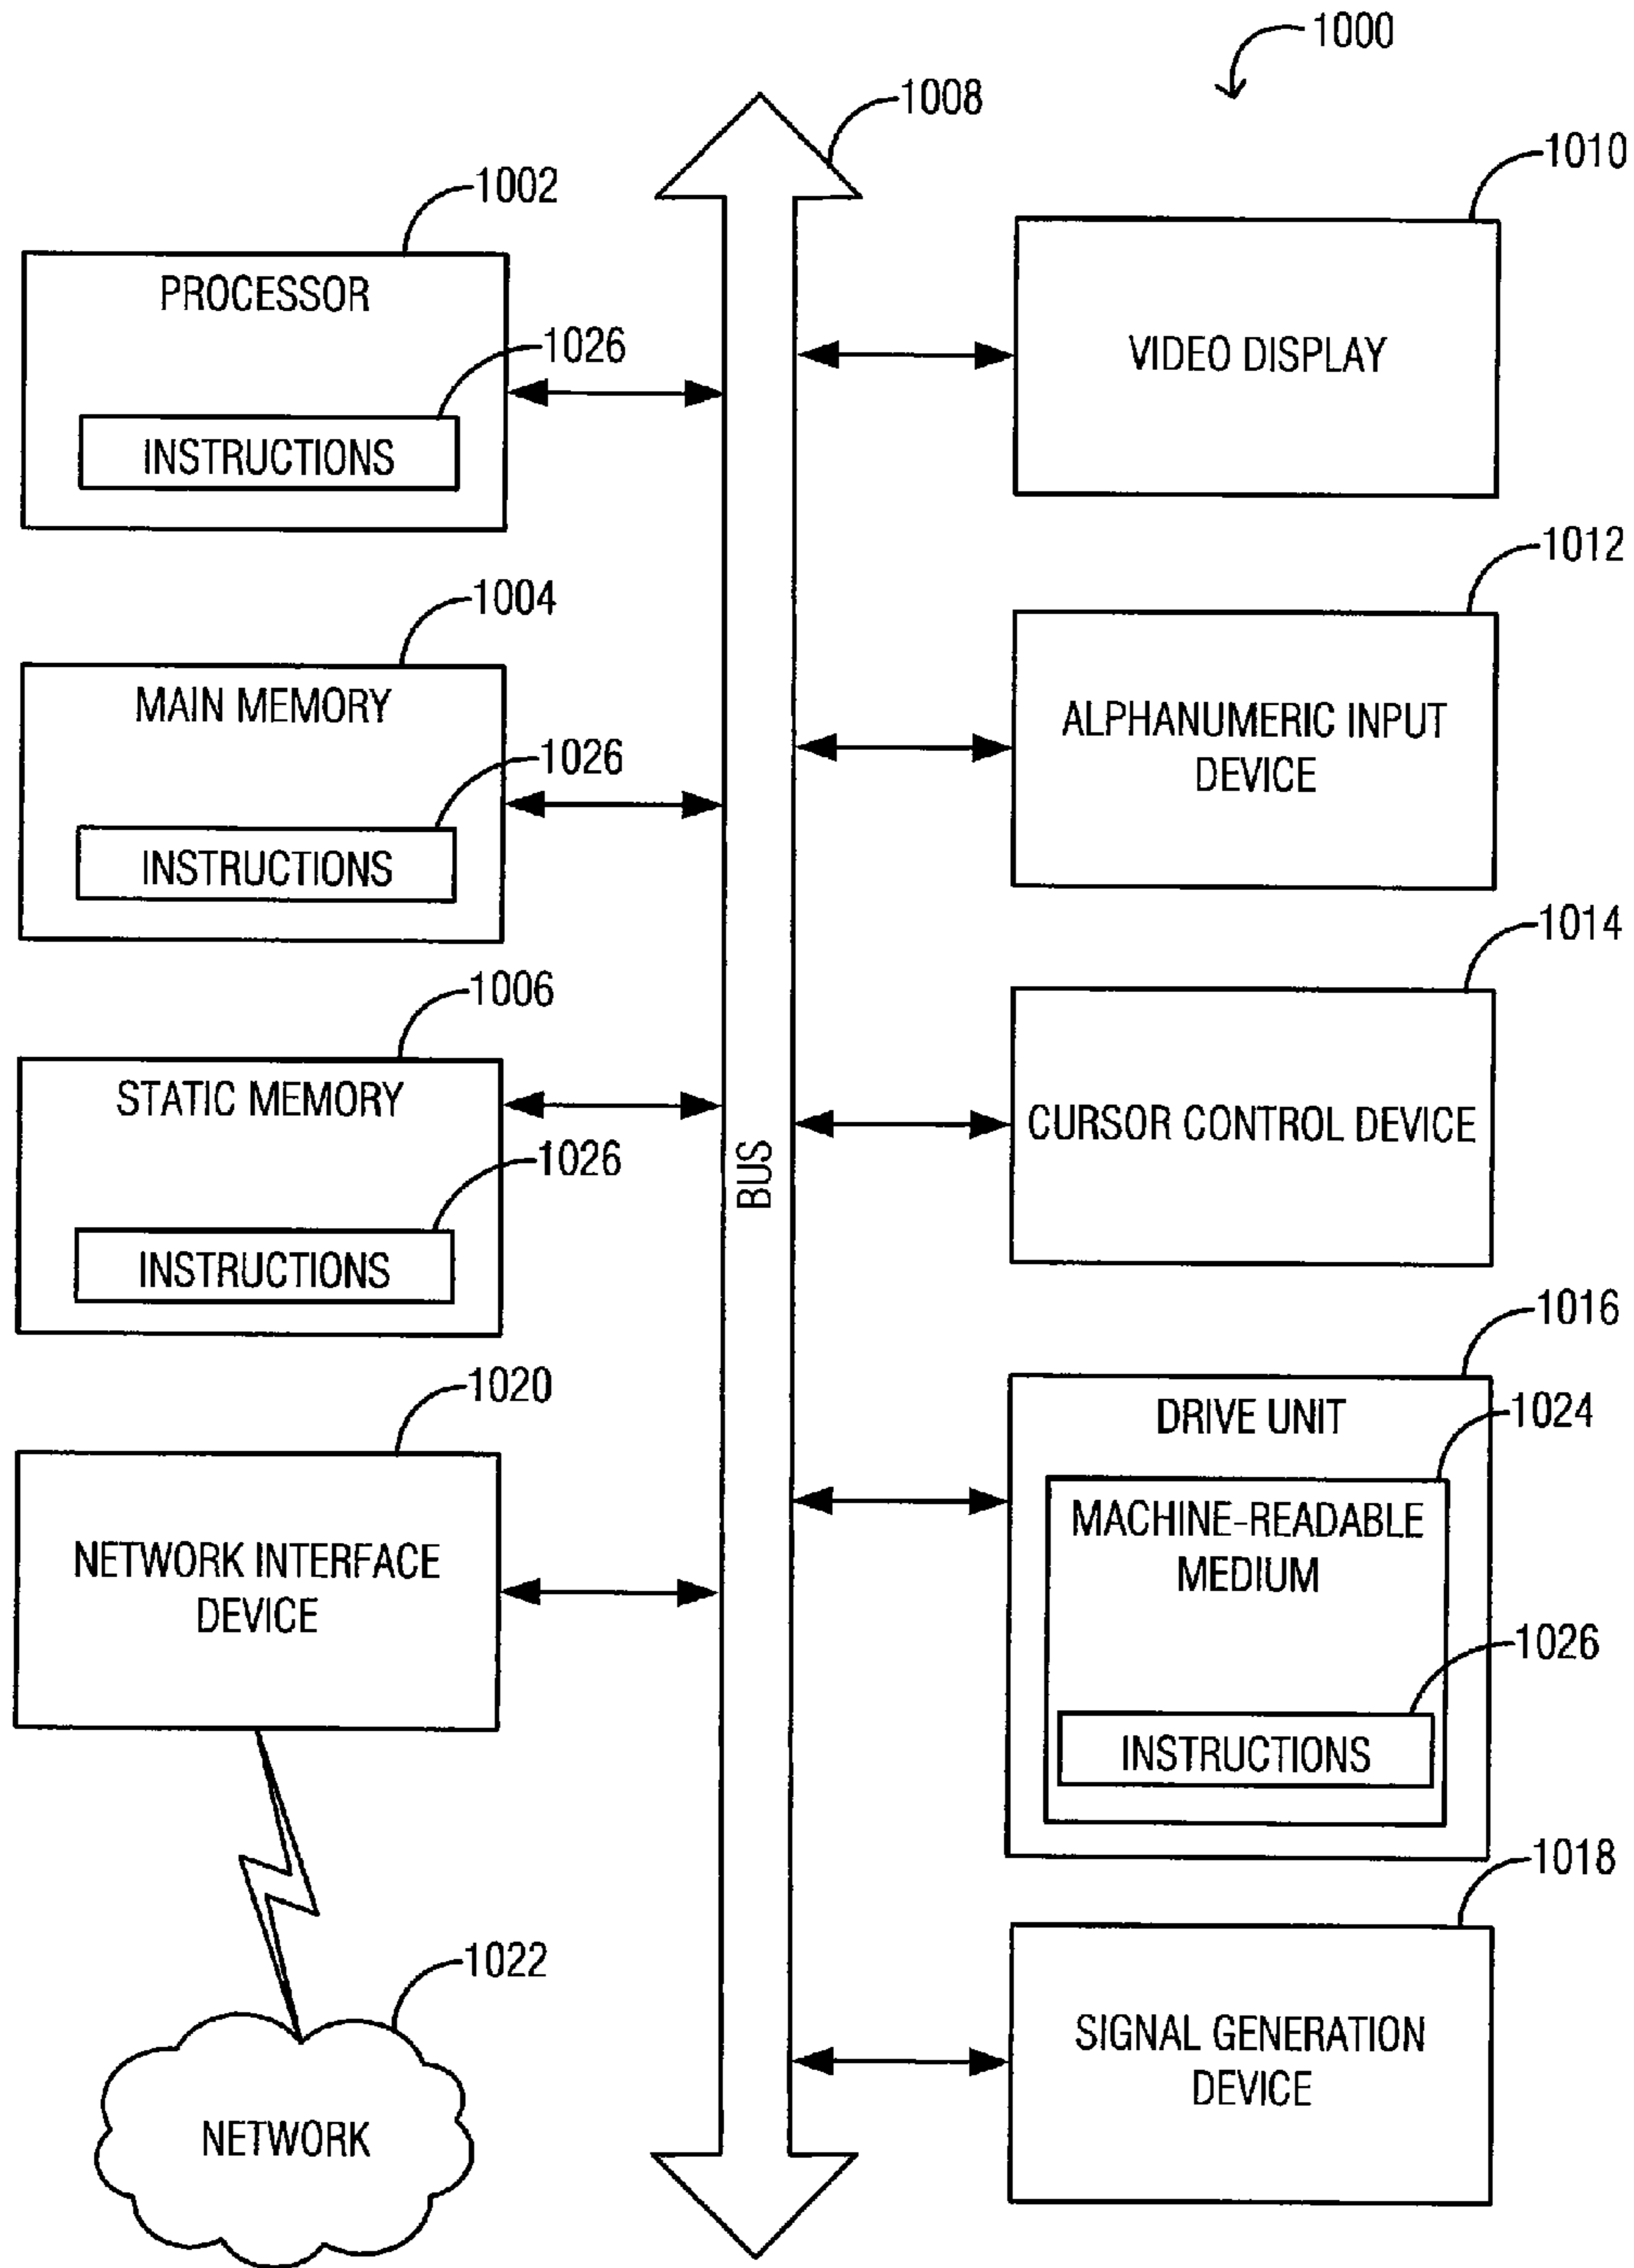 1000
1008
1002
PROCESSOR
1026
INSTRUCTIONS
1004
MAIN MEMORY
1026
INSTRUCTIONS
1006
STATIC MEMORY
1026
INSTRUCTIONS
1020
NETWORK INTERFACE
DEVICE
1022
NETWORK
BUS
1010
VIDEO DISPLAY
1012
ALPHANUMERIC INPUT
DEVICE
1014
CURSOR CONTROL DEVICE
1016
DRIVE UNIT
1024
MACHINE-READABLE
MEDIUM
1026
INSTRUCTIONS
1018
SIGNAL GENERATION
DEVICE